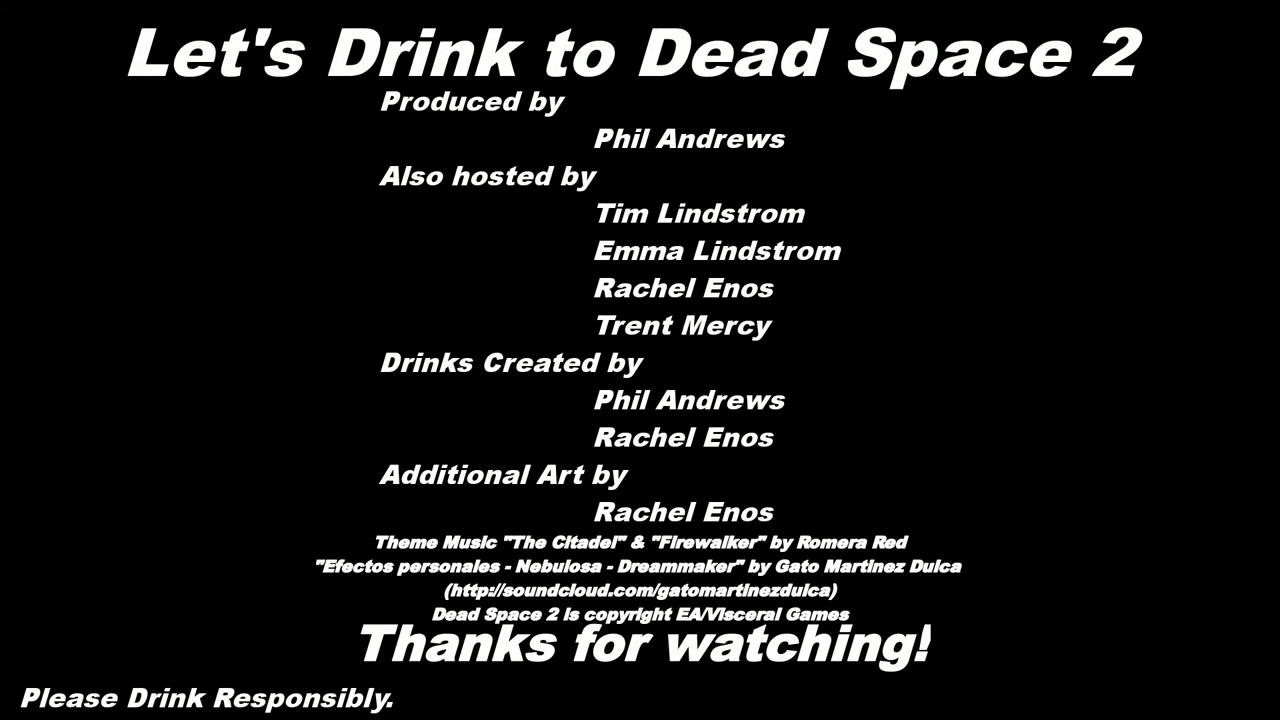 Let's Drink to Dead Space 2
Produced by
Phil Andrews
Also hosted by
Tim Lindstrom
Emma Lindstrom
Rachel Enos
Trent Mercy
Drinks Created by
Phil Andrews
Rachel Enos
Additional Art by
Rachel Enos
Theme Music "The Citadel" & "Firewalker" by Romera Red
"Efectos personales - Nebulosa - Dreammaker" by Gato Martinez Dulca
(http://soundcloud.com/gatomartinezdulca)
Dead Space 2 is copyright EA/Visceral Games
Thanks for watching!
Please Drink Responsibly.